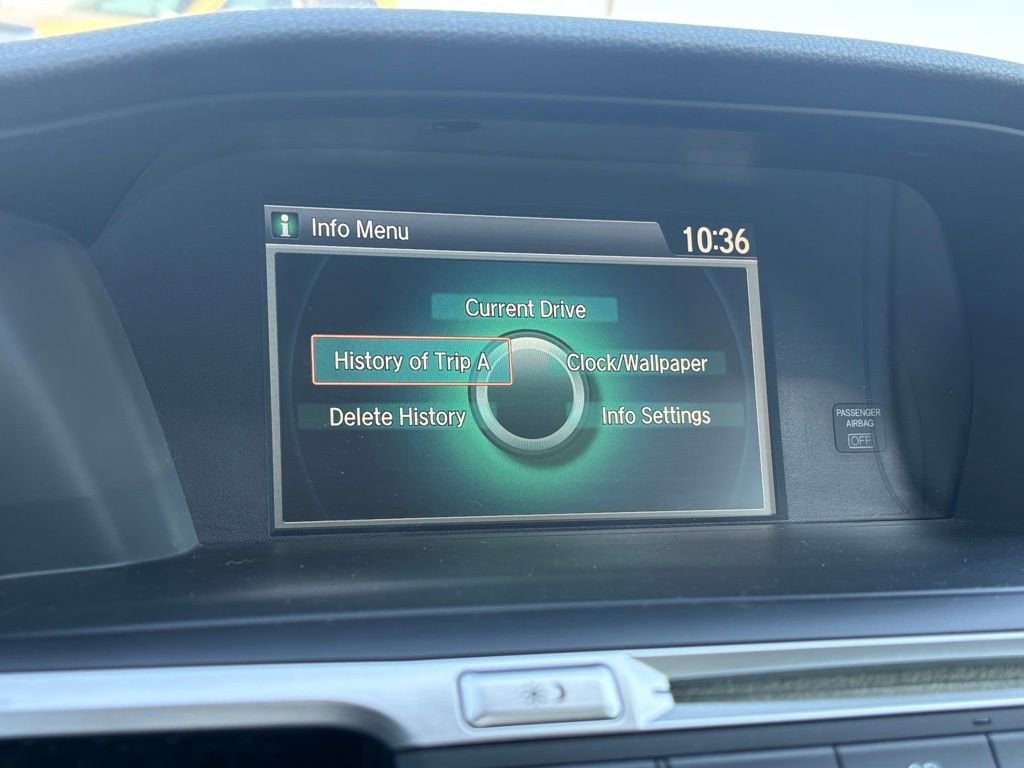 i Info Menu
10:36
Current Drive
History of Trip A
Clock/Wallpaper
Delete History
Info Settings
PASSENGER
AIRBAG
OFF